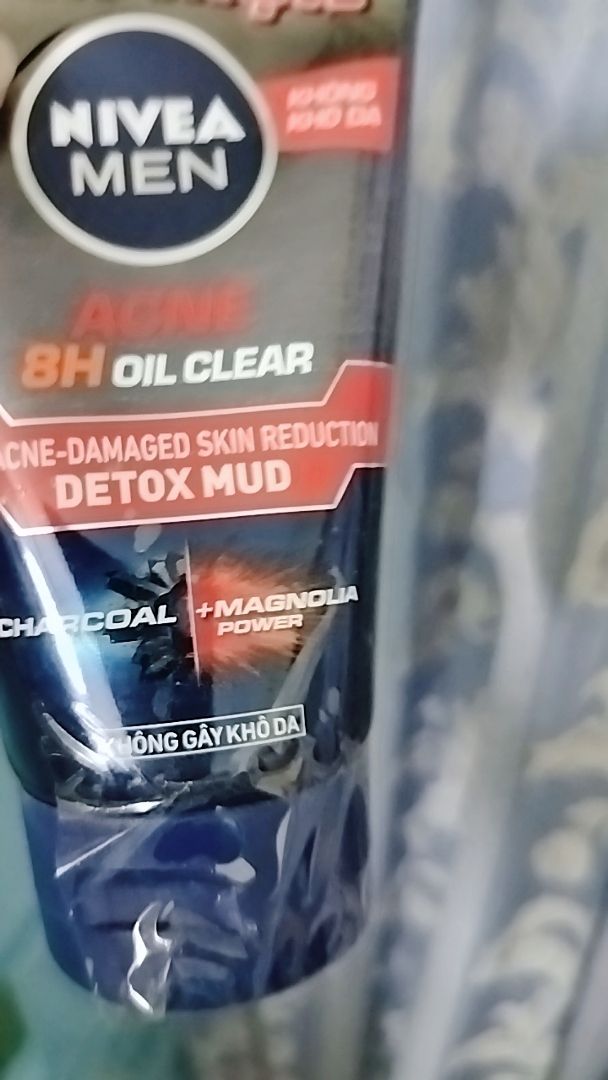 NIVEA
MEN
KHÔNG
KHÔ DA
ACNE
8H OIL CLEAR
ACNE-DAMAGED SKIN REDUCTION
DETOX MUD
CHARCOAL +MAGNOLIA
POWER
KHÔNG GÂY KHÔ DA